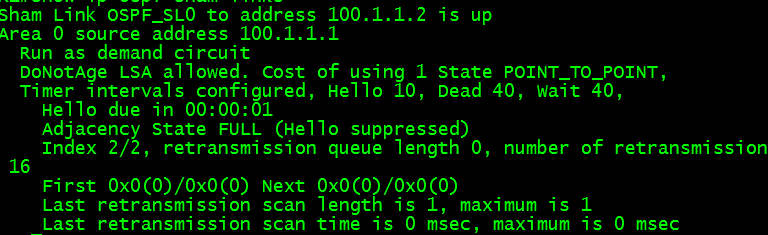 Sham Link OSPF_SL0 to address 100.1.1.2 is up
Area 0 source address 100.1.1.1
Run as demand circuit
DoNotAge LSA allowed. Cost of using 1 State POINT_TO_POINT,
Timer intervals configured, Hello 10, Dead 40, Wait 40,
Hello due in 00:00:01
Adjacency State FULL (Hello suppressed)
Index 2/2, retransmission queue length 0, number of retransmission
16
First 0x0(0)/0x0(0) Next 0x0(0)/0x0(0)
Last retransmission scan length is 1, maximum is 1
Last retransmission scan time is 0 msec, maximum is 0 msec